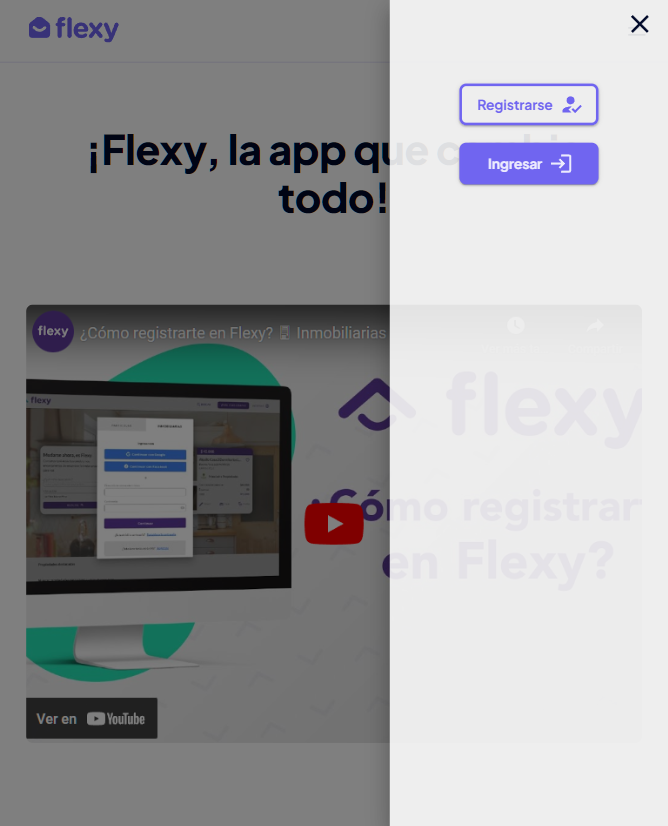 flexy
Registrarse
Ingresar
¡Flexy, la app que
todo!
flexy
¿Cómo registrarte en Flexy? Inmobiliarias
flexy
¿Cómo registrar
en Flexy?
Ver en YouTube